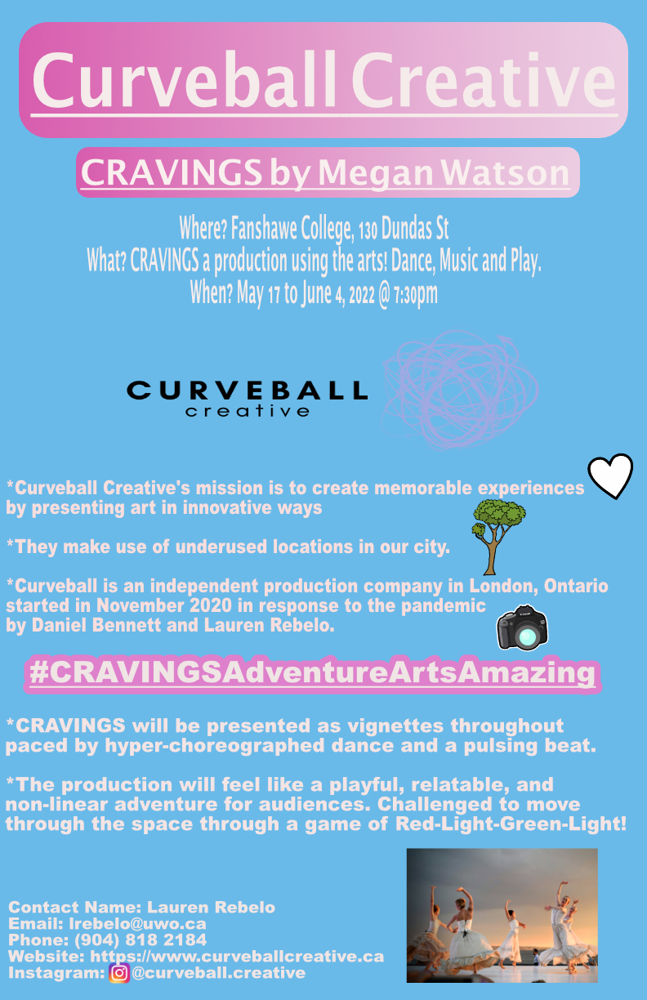 Curveball Creative
CRAVINGS by Megan Watson
Where? Fanshawe College, 130 Dundas St
What? CRAVINGS a production using the arts! Dance, Music and Play.
When? May 17 to June 4, 2022 @ 7:30pm
CURVEBALL
creative
*Curveball Creative's mission is to create memorable experiences
by presenting art in innovative ways
*They make use of underused locations in our city.
*Curveball is an independent production company in London, Ontario
started in November 2020 in response to the pandemic
by Daniel Bennett and Lauren Rebelo.
#CRAVINGSAdventureArtsAmazing
*CRAVINGS will be presented as vignettes throughout
paced by hyper-choreographed dance and a pulsing beat.
*The production will feel like a playful, relatable, and
non-linear adventure for audiences. Challenged to move
through the space through a game of Red-Light-Green-Light!
Contact Name: Lauren Rebelo
Email: lrebelo@uwo.ca
Phone: (904) 818 2184
Website: https://www.curveballcreative.ca
Instagram: @curveball.creative